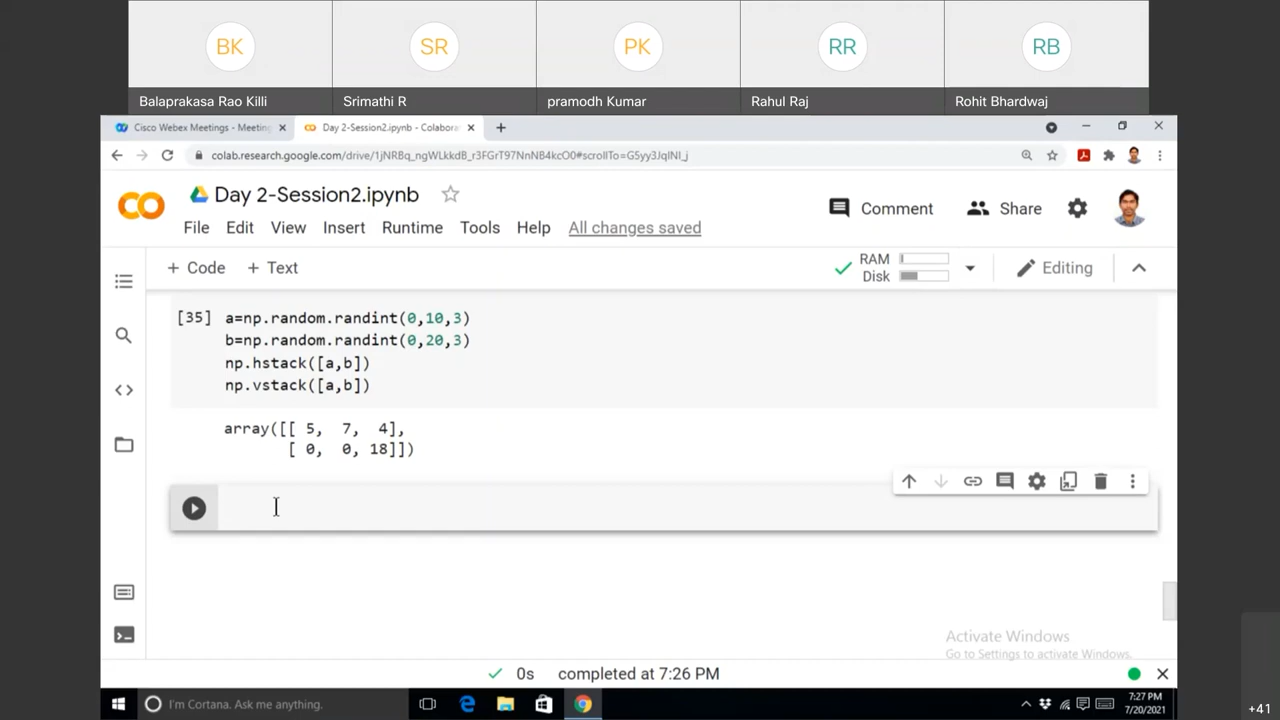 BK
SR
PK
RR
RB
Balaprakasa Rao Killi
Srimathi R
pramodh Kumar
Rahul Raj
Rohit Bhardwaj
Cisco Webex Meetings - Meeting
Day 2-Session2.ipynb - Colabora
colab.research.google.com/drive/1jNRBq_ngWLkkdB_r3FGrT97NnNB4kcO0#scrollTo=GSyy3JqINI_j
Day 2-Session2.ipynb
Comment
Share
File Edit View Insert Runtime Tools Help All changes saved
+ Code + Text
RAM
Disk
Editing
[35] a=np.random.randint(0,10,3)
b=np.random.randint(0,20,3)
np.hstack([a,b])
np.vstack([a,b])
array([[ 5, 7, 4],
[ 0, 0, 18]])
Activate Windows
Go to Settings to activate Windows.
0s completed at 7:26 PM
I'm Cortana. Ask me anything.
7:27 PM
7/20/2021
+41